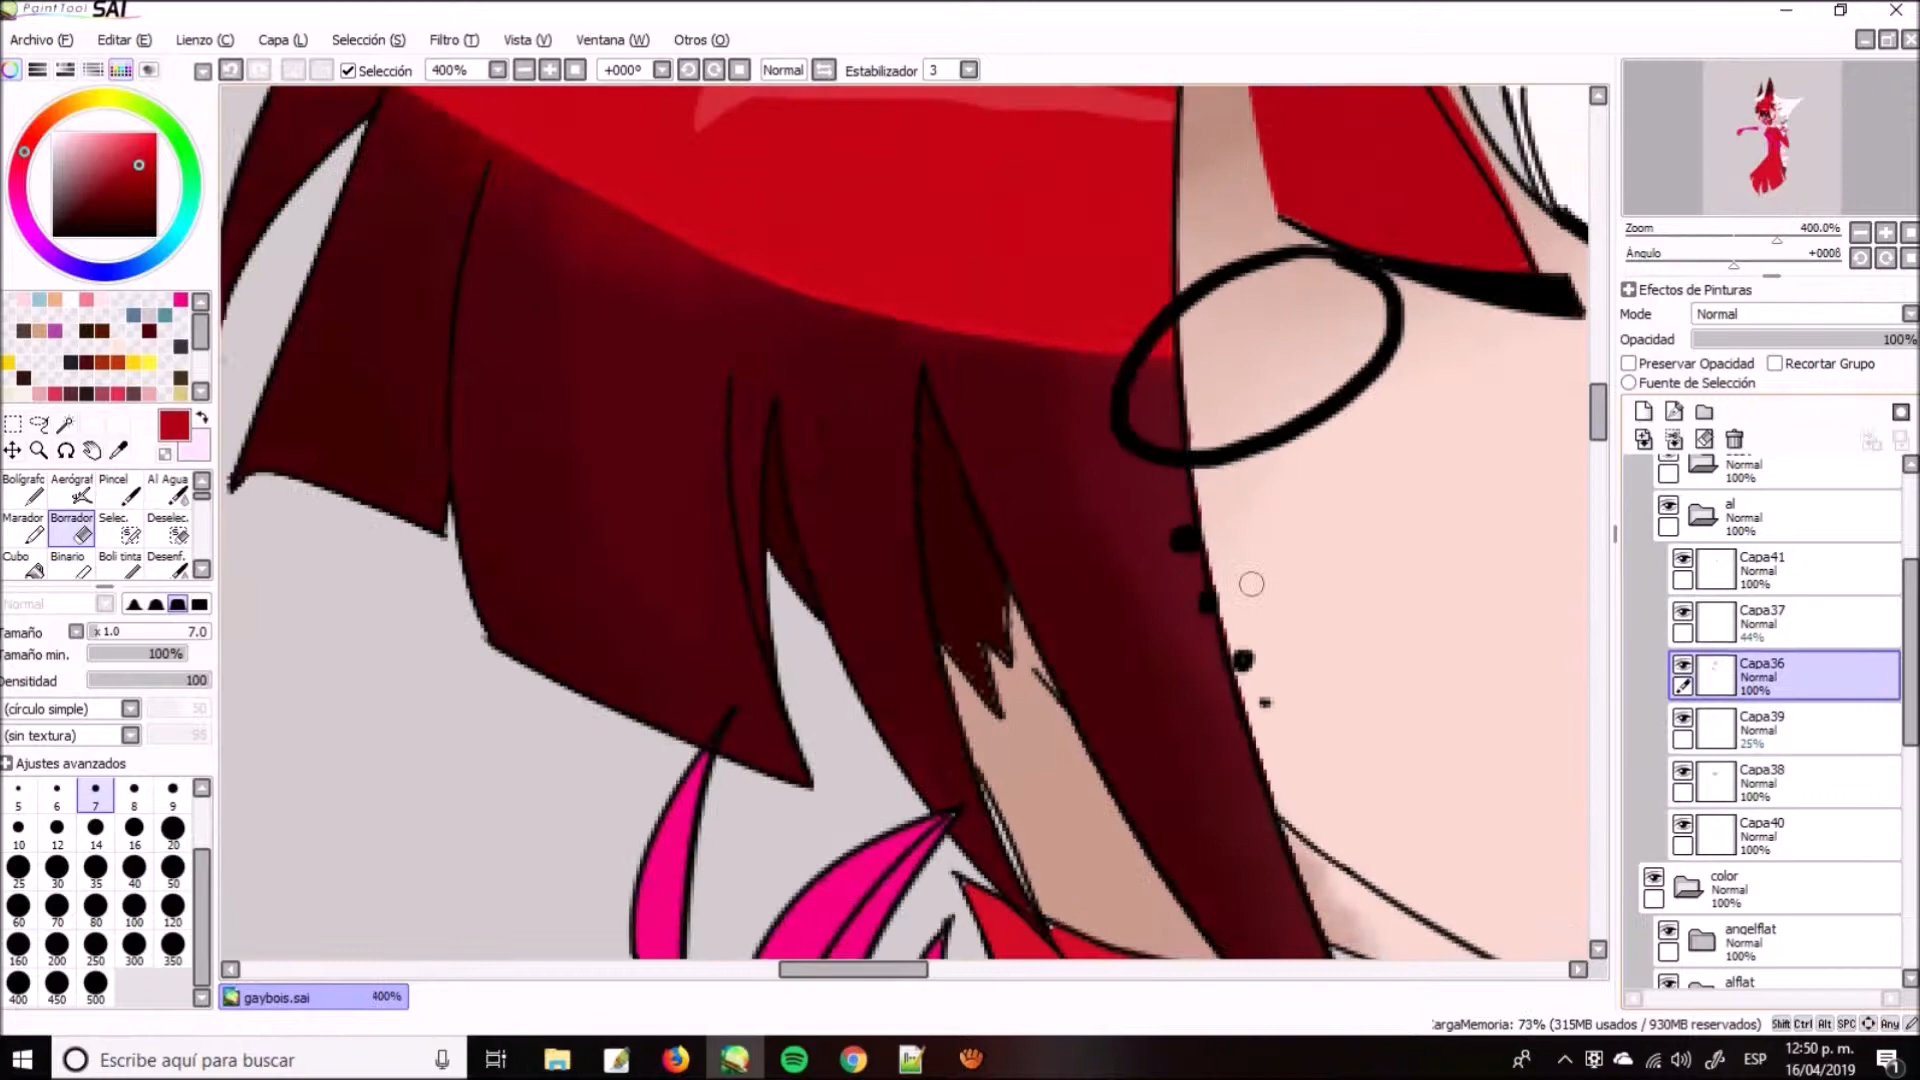 PaintTool SAI
Archivo (F) Editar (E) Lienzo (C) Capa (L) Selección (S) Filtro (T) Vista (V) Ventana (W) Otros (O)
Selección 400% +000º Normal Estabilizador 3
Zoom 400.0%
Ángulo
Efectos de Pinturas
Mode Normal
Opacidad 100%
Preservar Opacidad Recortar Grupo
Fuente de Selección
Normal
100%
al
Normal
100%
Capa41
Normal
100%
Capa37
Normal
44%
Capa36
Normal
100%
Capa39
Normal
25%
Capa38
Normal
100%
Capa40
Normal
100%
color
Normal
100%
angelflat
Normal
100%
alflat
Bolígrafo Aerógraf Pincel Al Agua
Marador Borrador Selec. Deselec.
Cubo Binario Boli tinta Desenf.
Normal
Tamaño x 1.0 7.0
Tamaño min. 100%
Densitidad 100
(círculo simple) 50
(sin textura) 95
Ajustes avanzados
5 6 7 8 9
10 12 14 16 20
25 30 35 40 50
60 70 80 100 120
160 200 250 300 350
400 450 500
gaybois.sai 400%
CargaMemoria: 73% (315MB usados / 930MB reservados) Shift Ctrl Alt SPC Any
Escribe aquí para buscar
ESP
12:50 p. m.
16/04/2019
1